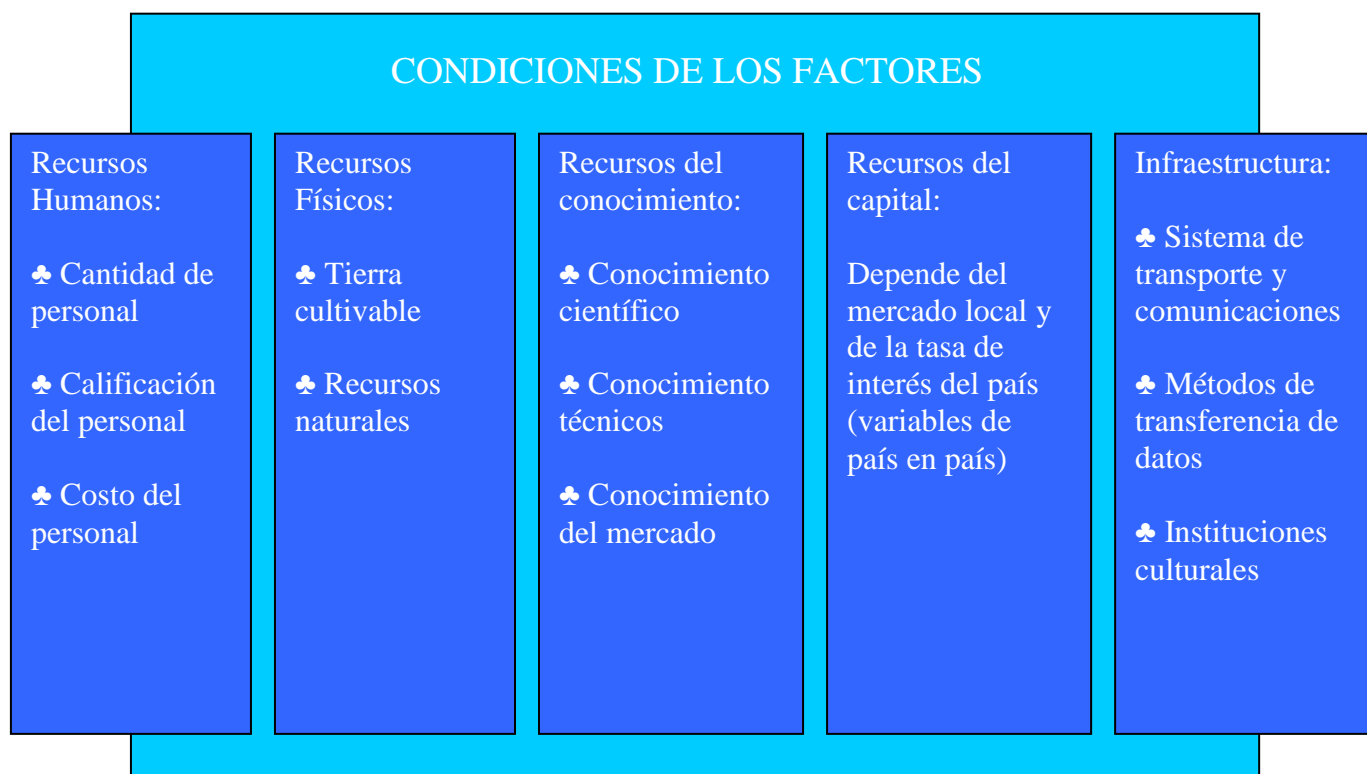 CONDICIONES DE LOS FACTORES
Recursos
Humanos:
♣ Cantidad de
personal
♣ Calificación
del personal
♣ Costo del
personal
Recursos
Físicos:
♣ Tierra
cultivable
♣ Recursos
naturales
Recursos del
conocimiento:
♣ Conocimiento
científico
♣ Conocimiento
técnicos
♣ Conocimiento
del mercado
Recursos del
capital:
Depende del
mercado local y
de la tasa de
interés del país
(variables de
país en país)
Infraestructura:
♣ Sistema de
transporte y
comunicaciones
♣ Métodos de
transferencia de
datos
♣ Instituciones
culturales